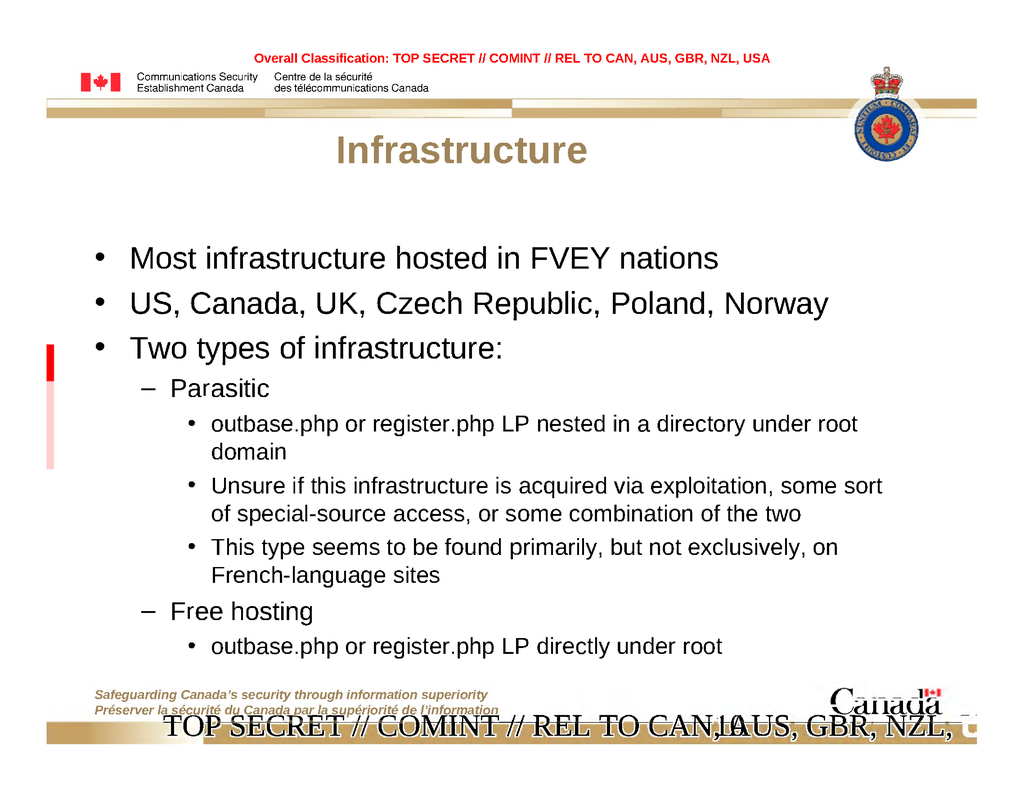 Overall Classification: TOP SECRET // COMINT // REL TO CAN, AUS, GBR, NZL, USA
Communications Security Establishment Canada
Centre de la sécurité des télécommunications Canada
Infrastructure
• Most infrastructure hosted in FVEY nations
• US, Canada, UK, Czech Republic, Poland, Norway
• Two types of infrastructure:
– Parasitic
• outbase.php or register.php LP nested in a directory under root
domain
• Unsure if this infrastructure is acquired via exploitation, some sort
of special-source access, or some combination of the two
• This type seems to be found primarily, but not exclusively, on
French-language sites
– Free hosting
• outbase.php or register.php LP directly under root
Safeguarding Canada's security through information superiority
Préserver la sécurité du Canada par la supériorité de l'information
Canada
TOP SECRET // COMINT // REL TO CAN, AUS, GBR, NZL,
10